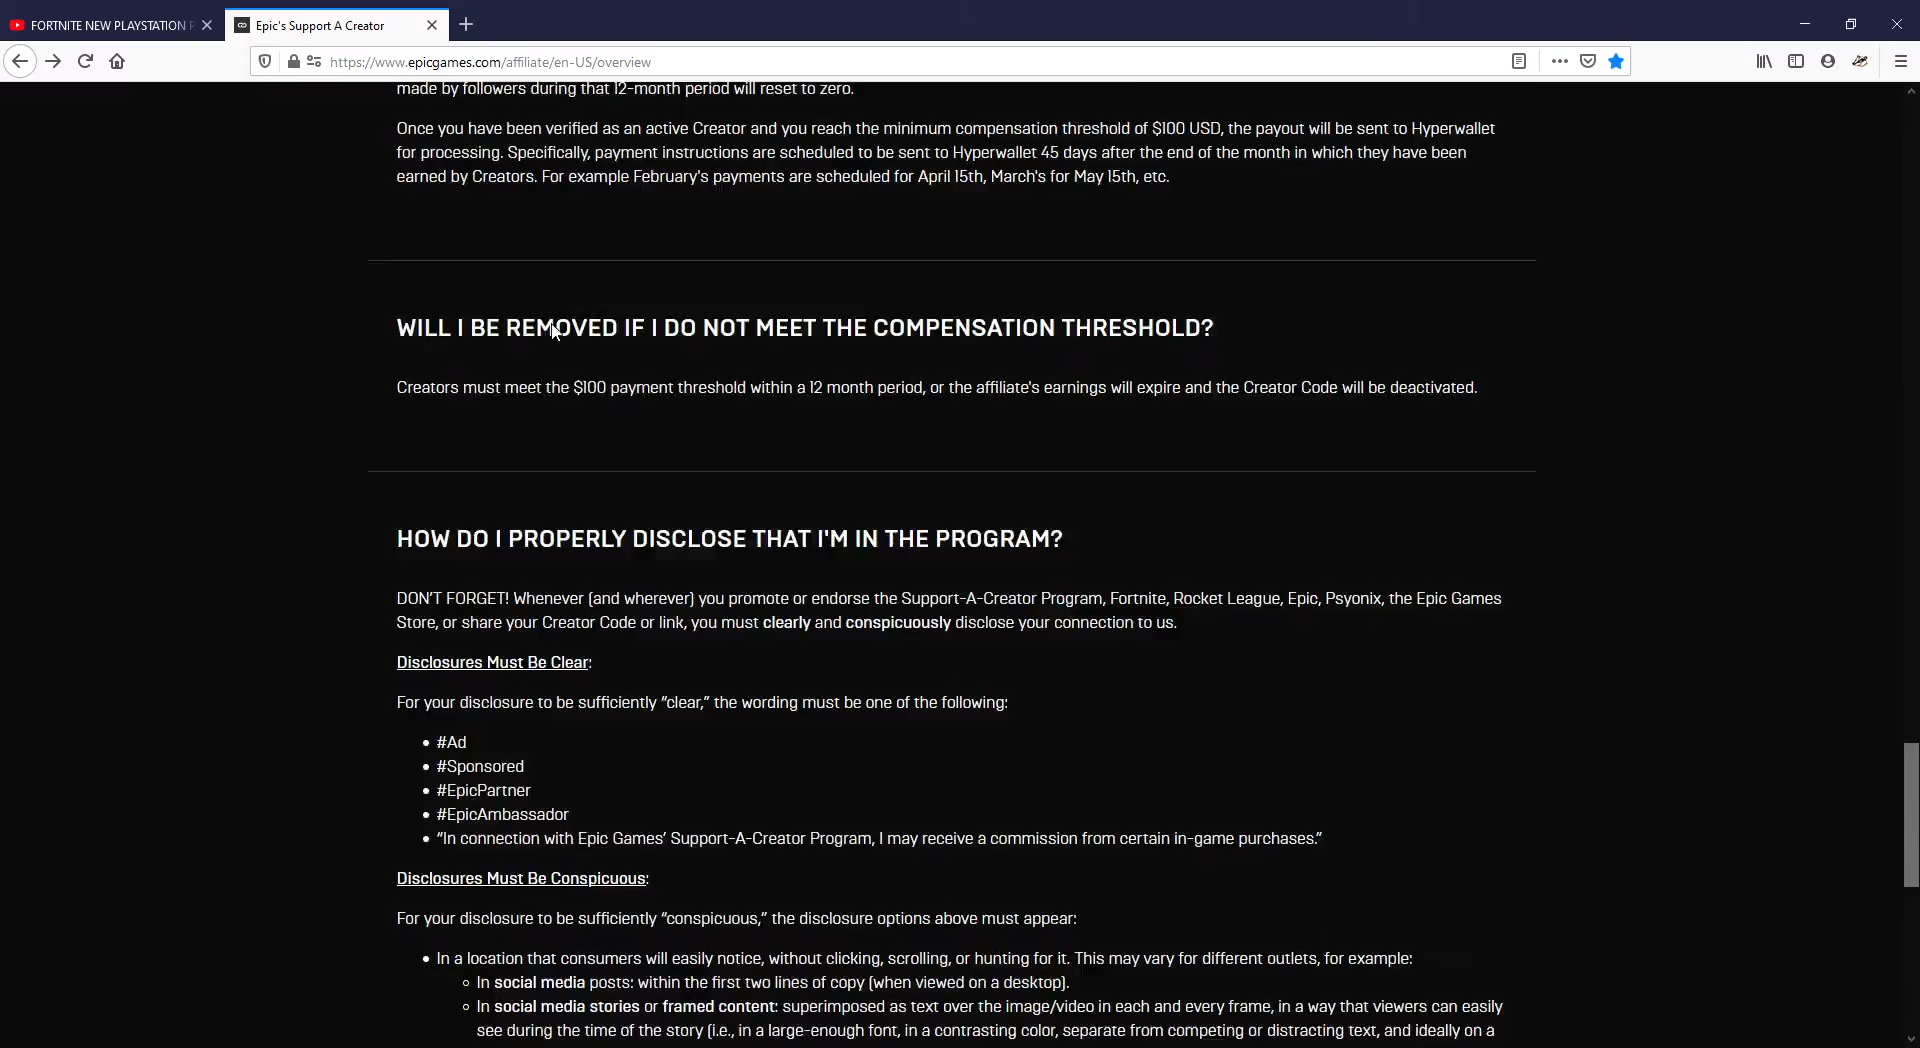 FORTNITE NEW PLAYSTATION P
Epic's Support A Creator
https://www.epicgames.com/affiliate/en-US/overview
made by followers during that 12-month period will reset to zero.
Once you have been verified as an active Creator and you reach the minimum compensation threshold of $100 USD, the payout will be sent to Hyperwallet
for processing. Specifically, payment instructions are scheduled to be sent to Hyperwallet 45 days after the end of the month in which they have been
earned by Creators. For example February's payments are scheduled for April 15th, March's for May 15th, etc.
WILL I BE REMOVED IF I DO NOT MEET THE COMPENSATION THRESHOLD?
Creators must meet the $100 payment threshold within a 12 month period, or the affiliate's earnings will expire and the Creator Code will be deactivated.
HOW DO I PROPERLY DISCLOSE THAT I'M IN THE PROGRAM?
DON'T FORGET! Whenever (and wherever) you promote or endorse the Support-A-Creator Program, Fortnite, Rocket League, Epic, Psyonix, the Epic Games
Store, or share your Creator Code or link, you must clearly and conspicuously disclose your connection to us.
Disclosures Must Be Clear:
For your disclosure to be sufficiently “clear,” the wording must be one of the following:
• #Ad
• #Sponsored
• #EpicPartner
• #EpicAmbassador
• “In connection with Epic Games’ Support-A-Creator Program, I may receive a commission from certain in-game purchases.”
Disclosures Must Be Conspicuous:
For your disclosure to be sufficiently “conspicuous,” the disclosure options above must appear:
• In a location that consumers will easily notice, without clicking, scrolling, or hunting for it. This may vary for different outlets, for example:
○ In social media posts: within the first two lines of copy (when viewed on a desktop).
○ In social media stories or framed content: superimposed as text over the image/video in each and every frame, in a way that viewers can easily
see during the time of the story (i.e., in a large-enough font, in a contrasting color, separate from competing or distracting text, and ideally on a